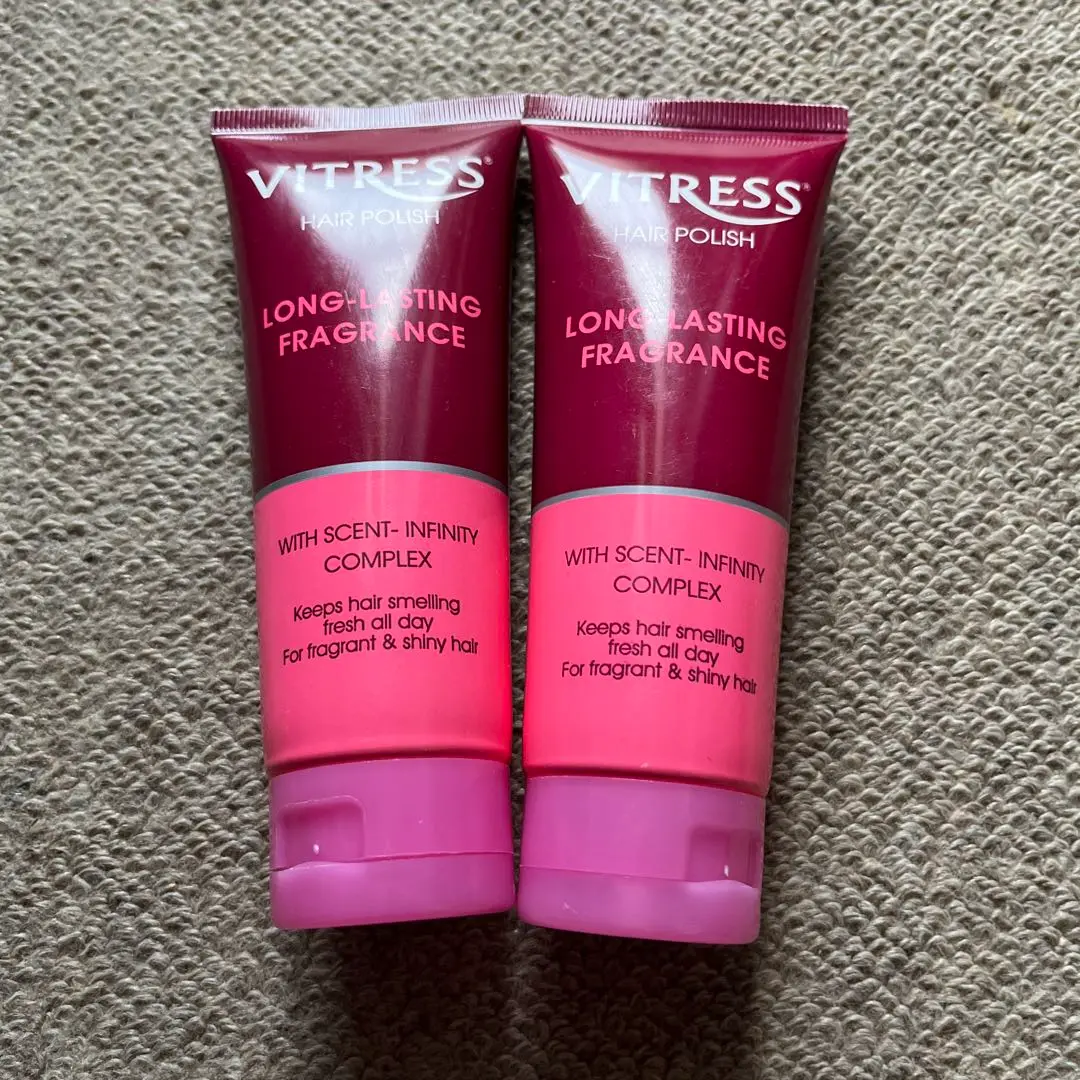 VITRESS®
HAIR POLISH
LONG-LASTING
FRAGRANCE
WITH SCENT- INFINITY
COMPLEX
Keeps hair smelling
fresh all day
For fragrant & shiny hair
VITRESS®
HAIR POLISH
LONG-LASTING
FRAGRANCE
WITH SCENT- INFINITY
COMPLEX
Keeps hair smelling
fresh all day
For fragrant & shiny hair